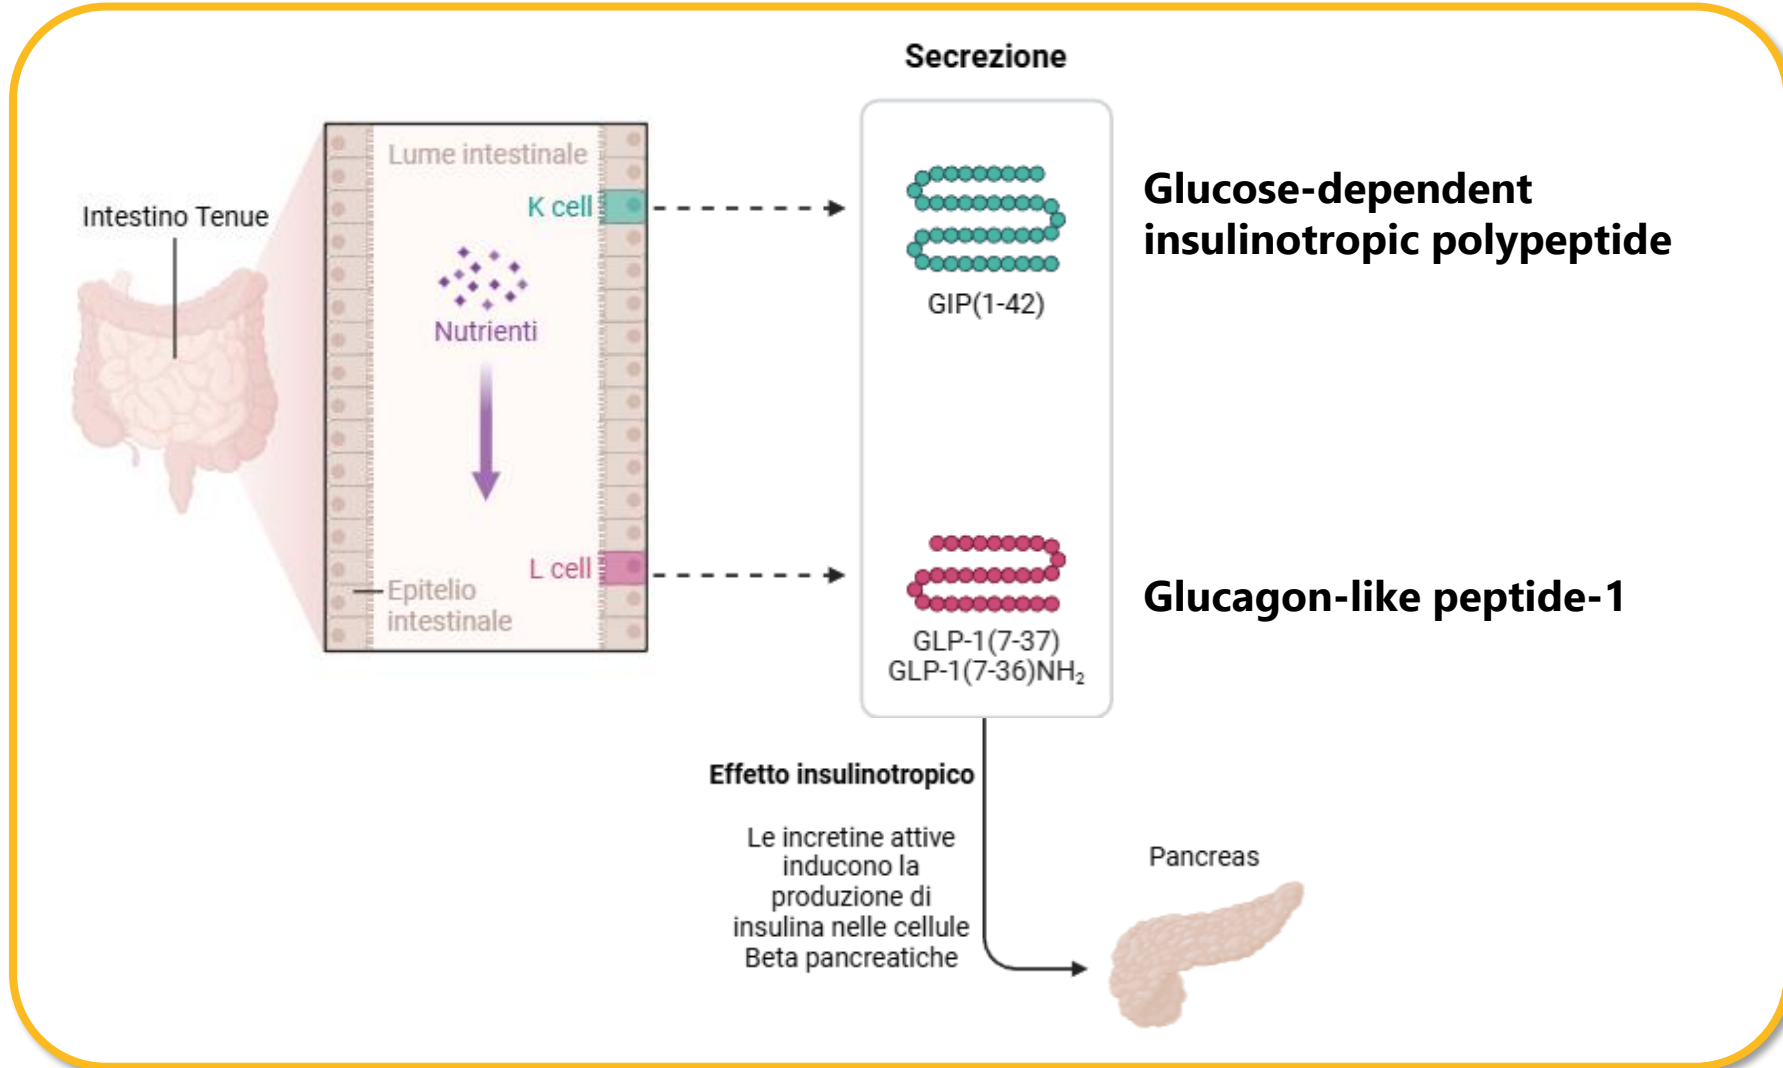 Secrezione
Lume intestinale
K cell
Intestino Tenue
Nutrienti
L cell
Epitelio
intestinale
GIP(1-42)
Glucose-dependent
insulinotropic polypeptide
GLP-1(7-37)
GLP-1(7-36)NH₂
Glucagon-like peptide-1
Effetto insulinotropico
Le incretine attive
inducono la
produzione di
insulina nelle cellule
Beta pancreatiche
Pancreas